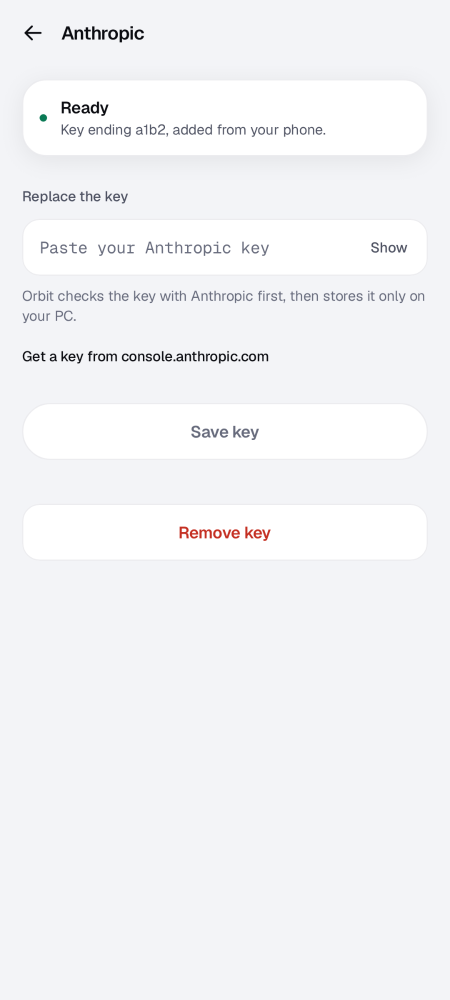 Anthropic
Ready
Key ending a1b2, added from your phone.
Replace the key
Paste your Anthropic key
Show
Orbit checks the key with Anthropic first, then stores it only on
your PC.
Get a key from console.anthropic.com
Save key
Remove key